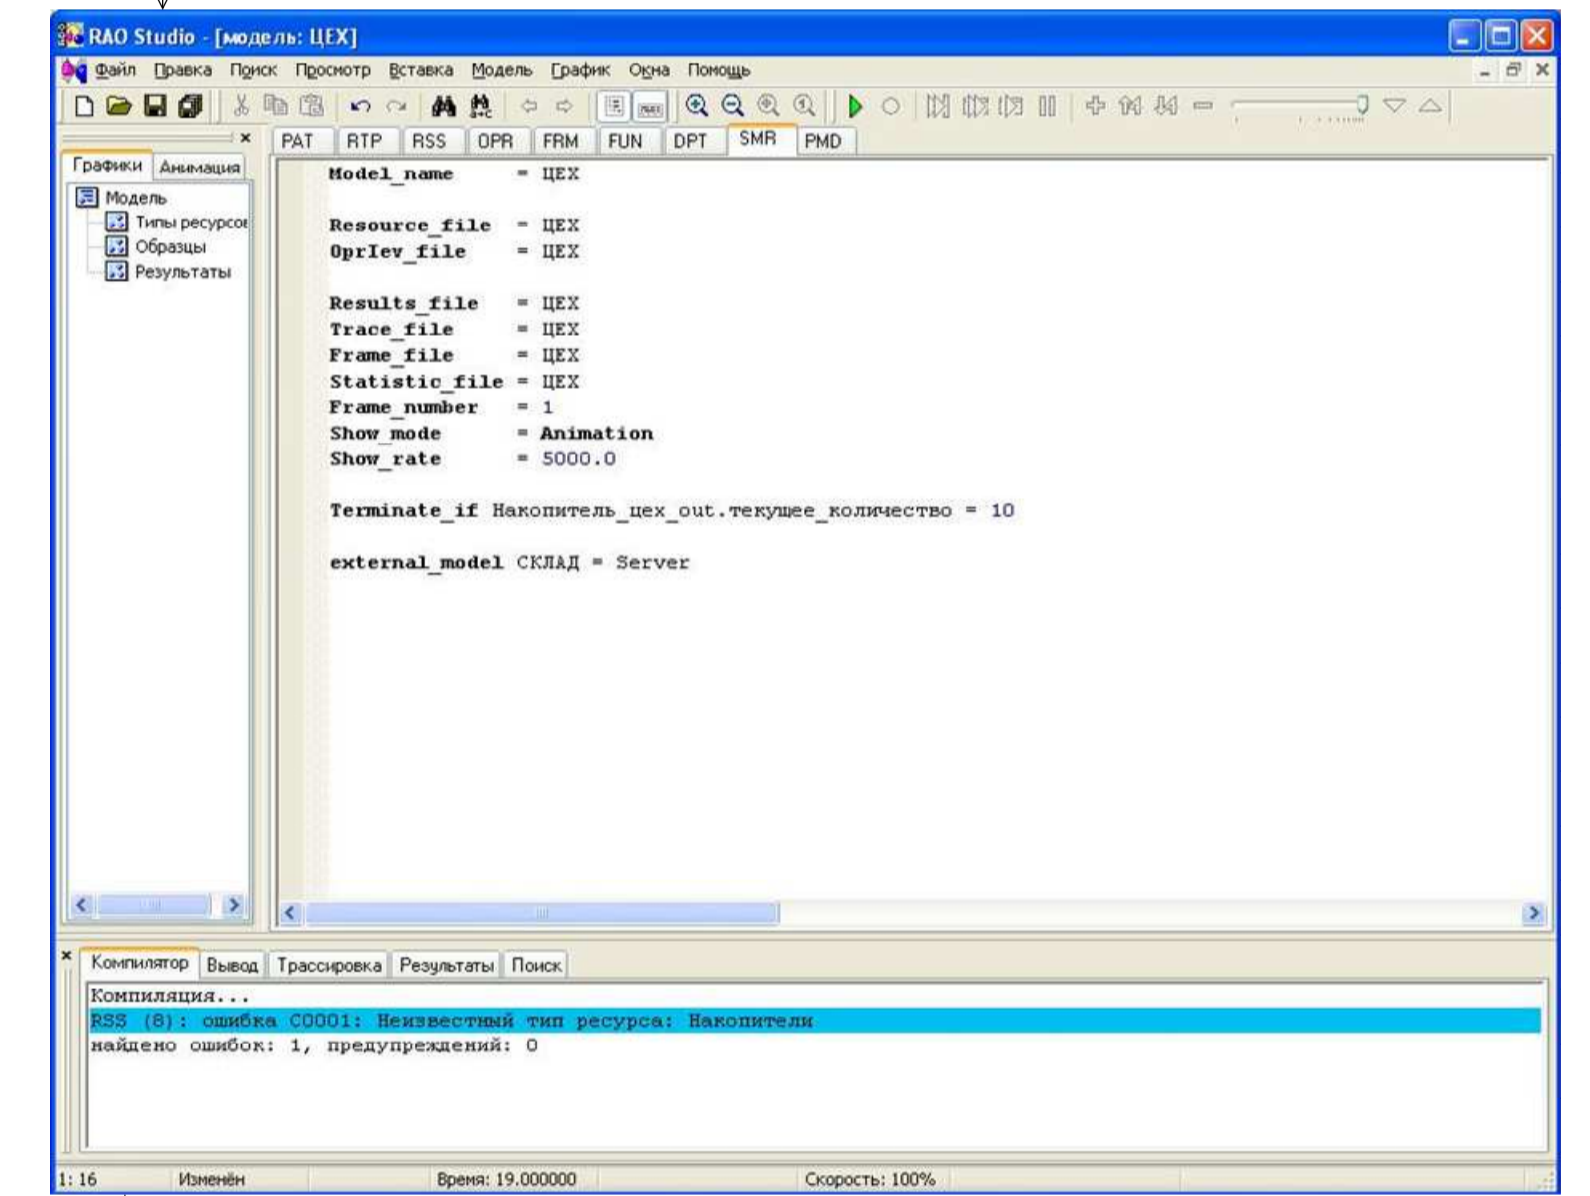 RAO Studio - [модель: ЦЕХ]
Файл Правка Поиск Просмотр Вставка Модель График Окна Помощь
PAT RTP RSS OPR FRM FUN DPT SMR PMD
Графики Анимация
Модель
Типы ресурсов
Образцы
Результаты
Model_name = ЦЕХ
Resource_file = ЦЕХ
OprIev_file = ЦЕХ
Results_file = ЦЕХ
Trace_file = ЦЕХ
Frame_file = ЦЕХ
Statistic_file = ЦЕХ
Frame_number = 1
Show_mode = Animation
Show_rate = 5000.0
Terminate_if Накопитель_цех_out.текущее_количество = 10
external_model СКЛАД = Server
Компилятор Вывод Трассировка Результаты Поиск
Компиляция...
RSS (8): ошибка C0001: Неизвестный тип ресурса: Накопители
найдено ошибок: 1, предупреждений: 0
1: 16 Изменён Время: 19.000000 Скорость: 100%